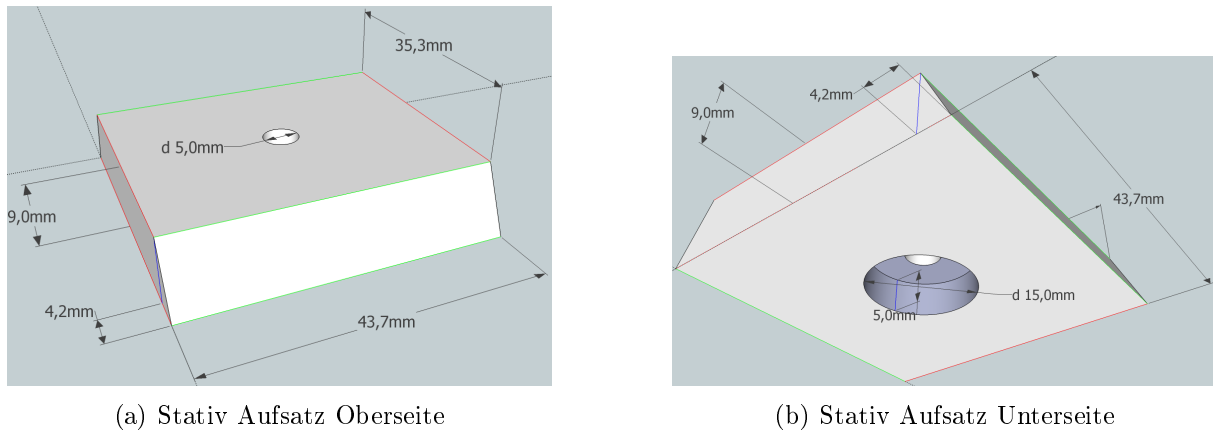 35,3mm
d 5,0mm
9,0mm
4,2mm
43,7mm
(a) Stativ Aufsatz Oberseite
4,2mm
9,0mm
43,7mm
d 15,0mm
5,0mm
(b) Stativ Aufsatz Unterseite